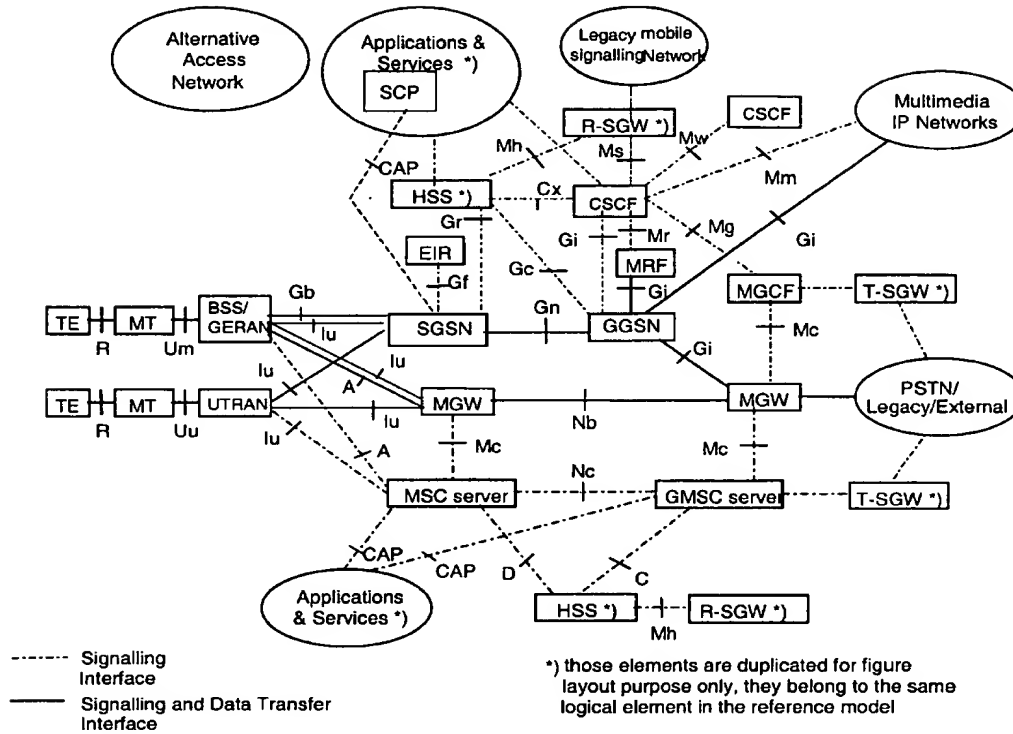 Alternative
Access
Network
Applications &
Services *)
SCP
Legacy mobile
signalling Network
R-SGW *)
CSCF
Multimedia
IP Networks
Mh
Ms
Mw
Mm
CAP
HSS *)
Cx
CSCF
Gr
Gi
Mr
Mg
Gi
EIR
Gf
Gc
MRF
Gi
MGCF
T-SGW *)
TE
R
MT
Um
BSS/
GERAN
Gb
Iu
SGSN
Gn
GGSN
Mc
Gi
Iu
A
Iu
TE
R
MT
Uu
UTRAN
Iu
MGW
Nb
MGW
PSTN/
Legacy/External
Iu
A
Mc
Mc
MSC server
Nc
GMSC server
T-SGW *)
CAP
CAP
D
C
Applications
& Services *)
HSS *)
Mh
R-SGW *)
Signalling
Interface
Signalling and Data Transfer
Interface
*) those elements are duplicated for figure
layout purpose only, they belong to the same
logical element in the reference model